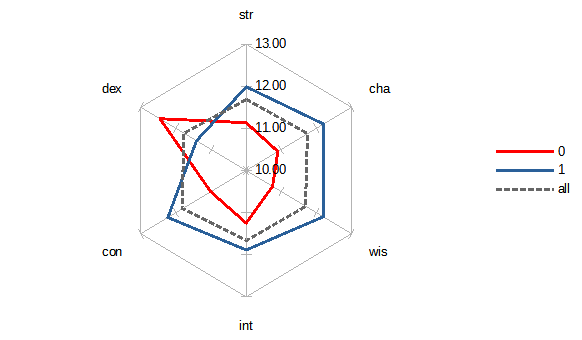 str
13.00
dex
12.00
cha
11.00
0
10.00
1
all
con
wis
int